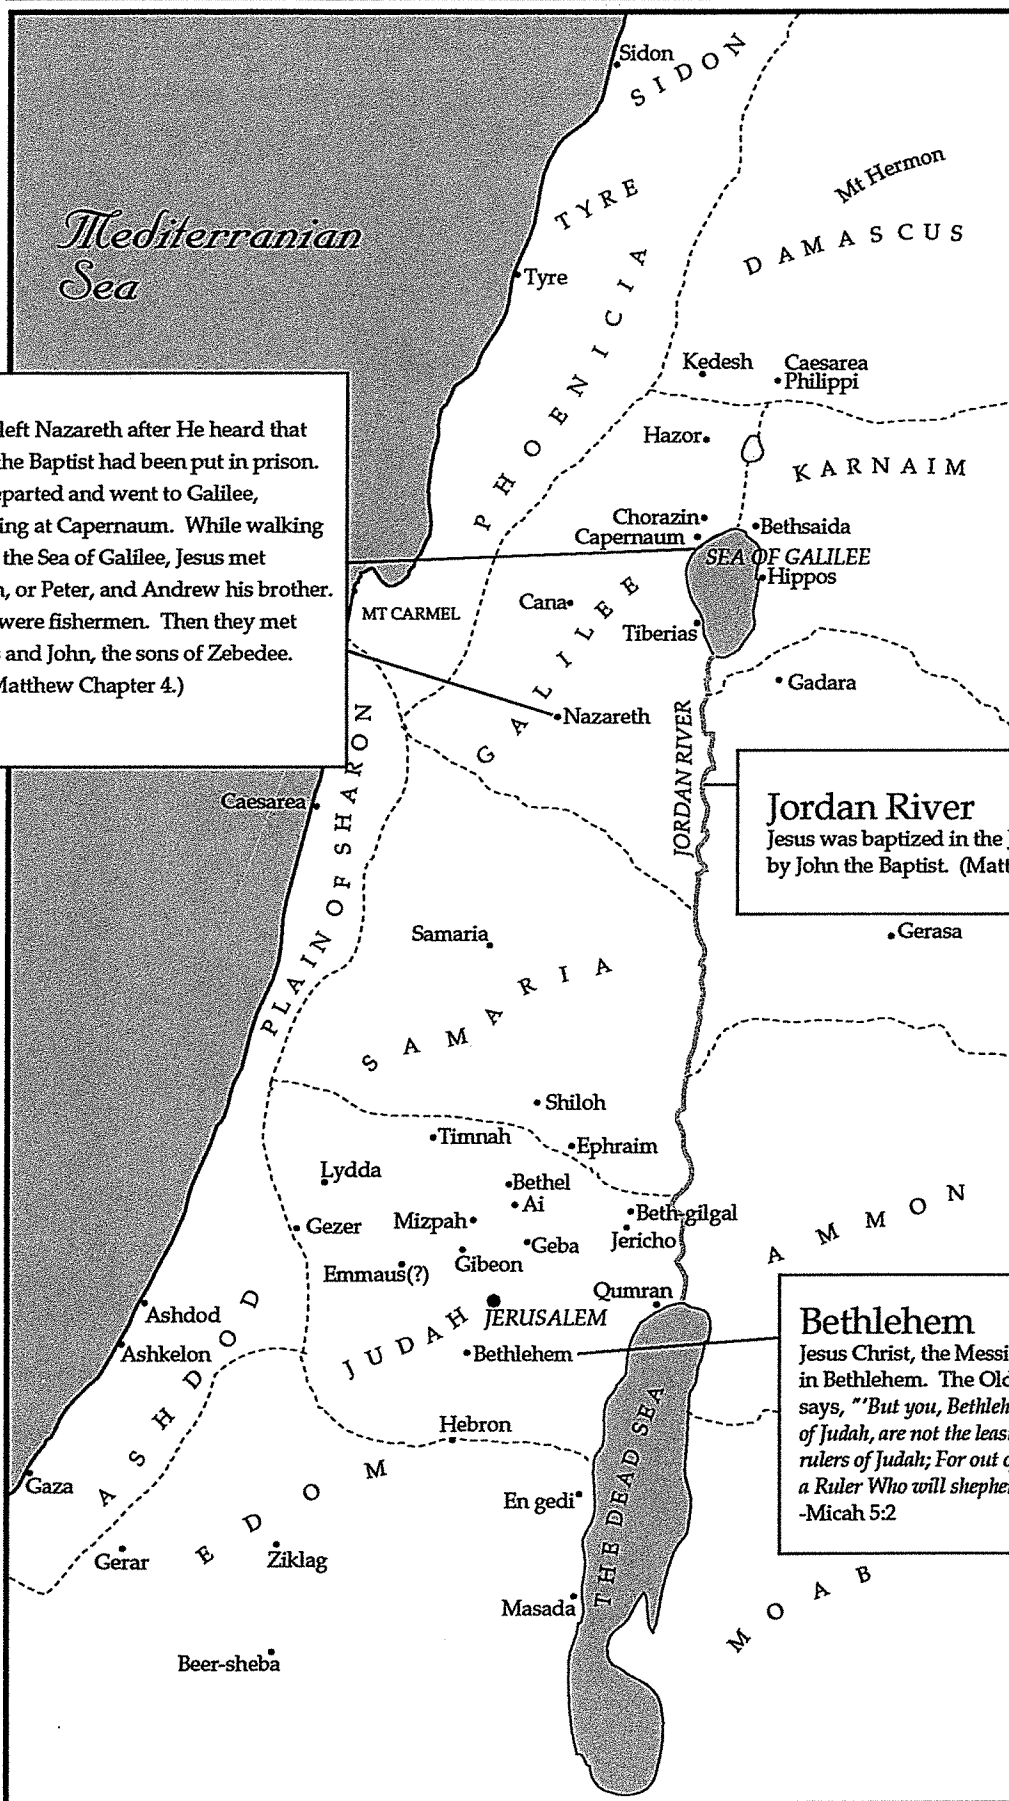 Sidon
SIDON
Mt Hermon
TYRE
DAMASCUS
Mediterranian
Sea
Tyre
PHOENICIA
Kedesh
Caesarea
Philippi
left Nazareth after He heard that
the Baptist had been put in prison.
parted and went to Galilee,
ing at Capernaum. While walking
the Sea of Galilee, Jesus met
, or Peter, and Andrew his brother.
were fishermen. Then they met
and John, the sons of Zebedee.
Matthew Chapter 4.)
Hazor
KARNAIM
Chorazin
Bethsaida
Capernaum
SEA OF GALILEE
Hippos
MT CARMEL
Cana
GALILEE
Tiberias
Gadara
Nazareth
JORDAN RIVER
PLAIN OF SHARON
Caesarea
Jordan River
Jesus was baptized in the J
by John the Baptist. (Matt
Gerasa
Samaria
SAMARIA
Shiloh
Timnah
Ephraim
Lydda
Bethel
Ai
AMMON
Gezer
Mizpah
Beth-gilgal
Geba
Jericho
Gibeon
Emmaus(?)
Qumran
Ashdod
JERUSALEM
JUDAH
Ashkelon
ASHDOD
Bethlehem
Bethlehem
Jesus Christ, the Messi
in Bethlehem. The Old
says, "'But you, Bethleh
of Judah, are not the leas
rulers of Judah; For out o
a Ruler Who will shephe
-Micah 5:2
THE DEAD SEA
Hebron
Gaza
EDOM
En gedi
Gerar
Ziklag
Masada
MOAB
Beer-sheba